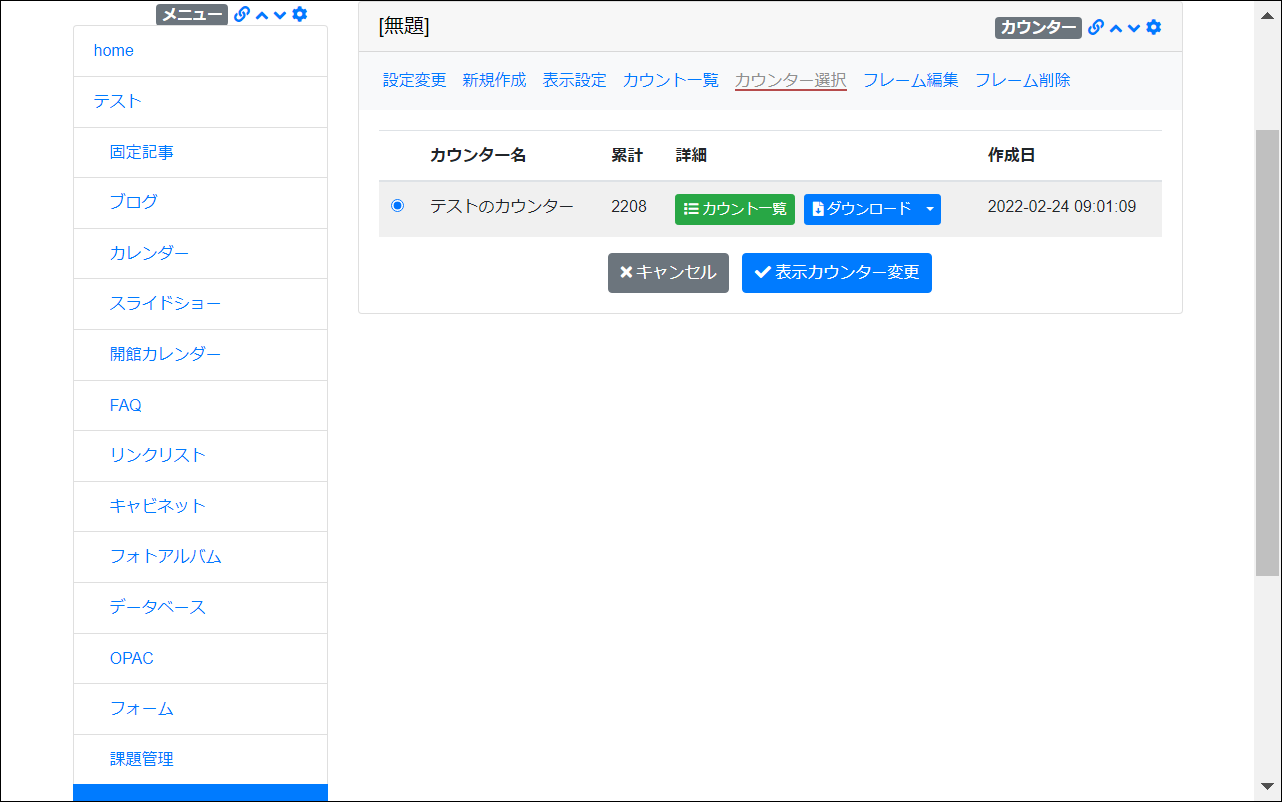 メニュー
home
テスト
固定記事
ブログ
カレンダー
スライドショー
開館カレンダー
FAQ
リンクリスト
キャビネット
フォトアルバム
データベース
OPAC
フォーム
課題管理
[無題]
カウンター
設定変更 新規作成 表示設定 カウント一覧 カウンター選択 フレーム編集 フレーム削除
カウンター名 累計 詳細 作成日
テストのカウンター 2208 カウント一覧 ダウンロード 2022-02-24 09:01:09
キャンセル 表示カウンター変更